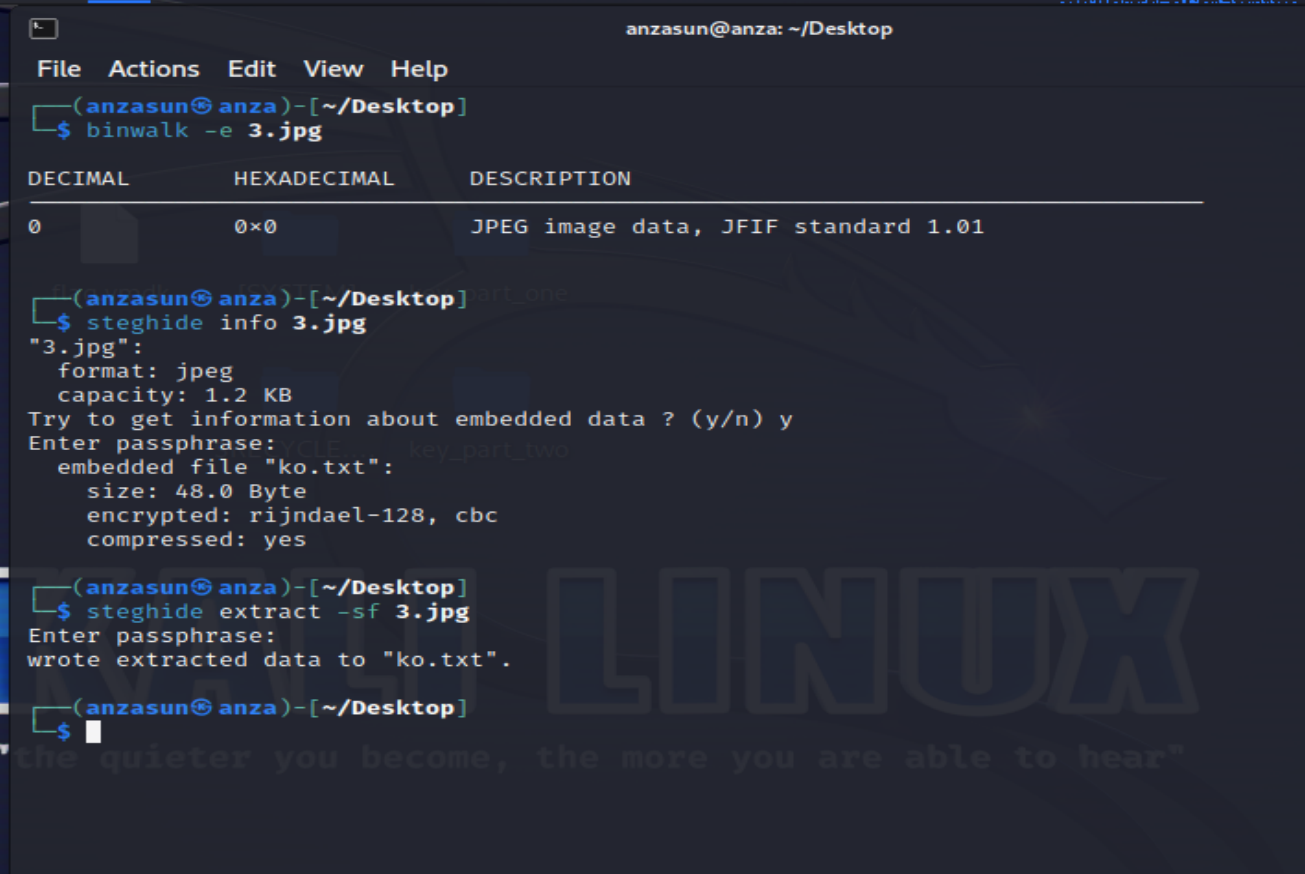 anzasun@anza: ~/Desktop
File Actions Edit View Help
┌──(anzasun㉿anza)-[~/Desktop]
└─$ binwalk -e 3.jpg
DECIMAL HEXADECIMAL DESCRIPTION
0 0×0 JPEG image data, JFIF standard 1.01
┌──(anzasun㉿anza)-[~/Desktop]
part_one
└─$ steghide info 3.jpg
"3.jpg":
format: jpeg
capacity: 1.2 KB
Try to get information about embedded data ? (y/n) y
Enter passphrase:
key_part_two
embedded file "ko.txt":
size: 48.0 Byte
encrypted: rijndael-128, cbc
compressed: yes
┌──(anzasun㉿anza)-[~/Desktop]
└─$ steghide extract -sf 3.jpg
Enter passphrase:
wrote extracted data to "ko.txt".
KALI LINUX
┌──(anzasun㉿anza)-[~/Desktop]
└─$
"the quieter you become, the more you are able to hear"